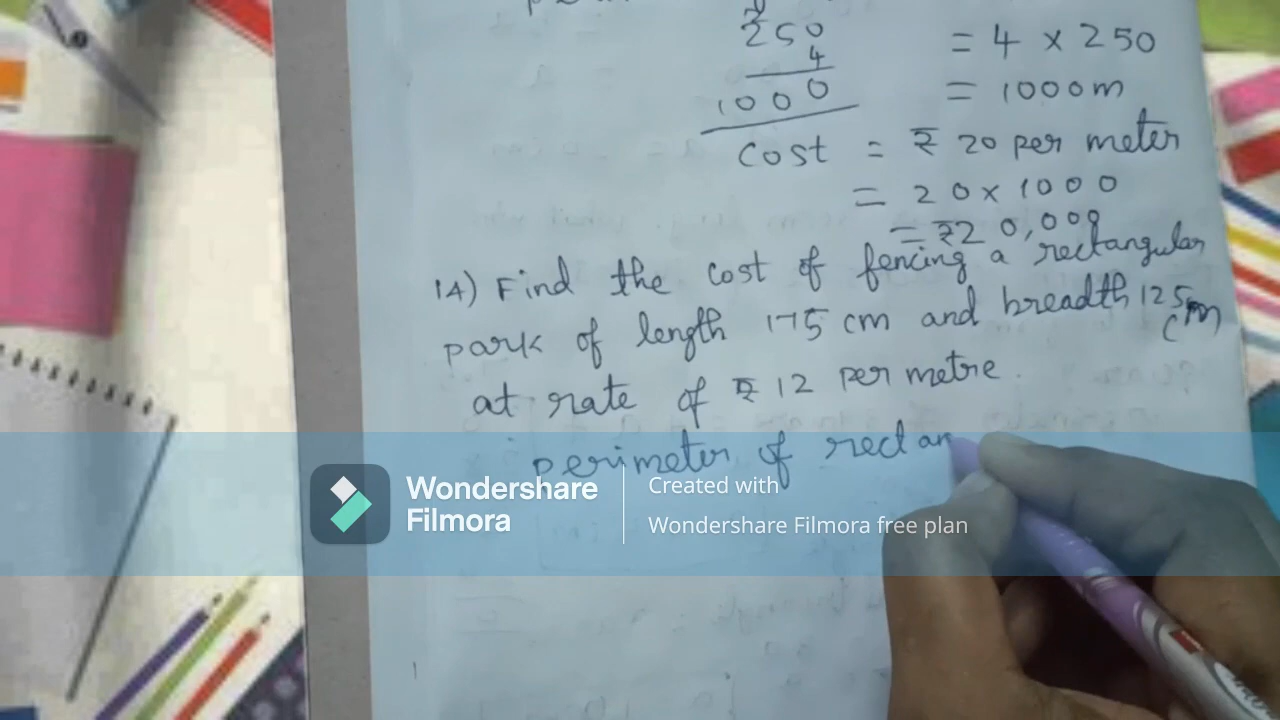 250
4
1000
= 4 x 250
= 1000m
cost = ₹ 20 per meter
= 20 x 1000
= ₹20,000
14) Find the cost of fencing a rectangular
park of length 175 cm and breadth 125
cm
at rate of ₹ 12 per metre.
perimeter of rectan
Wondershare
Filmora
Created with
Wondershare Filmora free plan